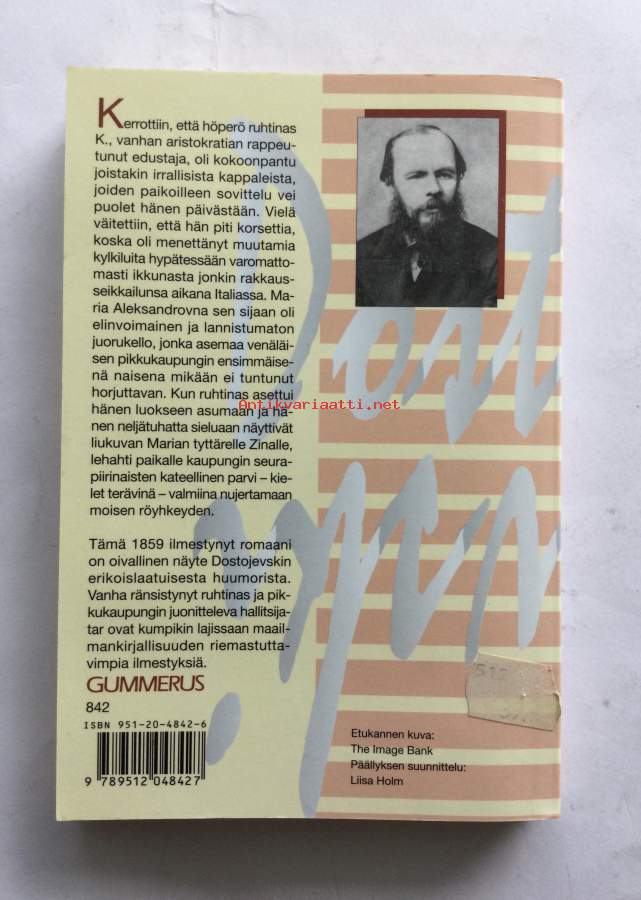 Kerrottiin, että höperö ruhtinas
K., vanhan aristokratian rappeu-
tunut edustaja, oli kokoonpantu
joistakin irrallisista kappaleista,
joiden paikoilleen sovittelu vei
puolet hänen päivästään. Vielä
väitettiin, että hän piti korsettia,
koska oli menettänyt muutamia
kylkiluita hypätessään varomatto-
masti ikkunasta jonkin rakkaus-
seikkailunsa aikana Italiassa. Ma-
ria Aleksandrovna sen sijaan oli
elinvoimainen ja lannistumaton
juorukello, jonka asemaa venäläi-
sen pikkukaupungin ensimmäise-
nä naisena mikään ei tuntunut
horjuttavan. Kun ruhtinas asettui
hänen luokseen asumaan ja hä-
nen neljätuhatta sieluaan näyttivät
liukuvan Marian tyttärelle Zinalle,
lehahti paikalle kaupungin seura-
piirinaisten kateellinen parvi – kie-
let terävinä – valmiina nujertamaan
moisen röyhkeyden.
Tämä 1859 ilmestynyt romaani
on oivallinen näyte Dostojevskin
erikoislaatuisesta huumorista.
Vanha ränsistynyt ruhtinas ja pik-
kukaupungin juonitteleva hallitsija-
tar ovat kumpikin lajissaan maail-
mankirjallisuuden riemastutta-
vimpia ilmestyksiä.
GUMMERUS
842
ISBN 951-20-4842-6
9 789512 048427
Dost
Antikvariaatti.net
512
Etukannen kuva:
The Image Bank
Päällyksen suunnittelu:
Liisa Holm